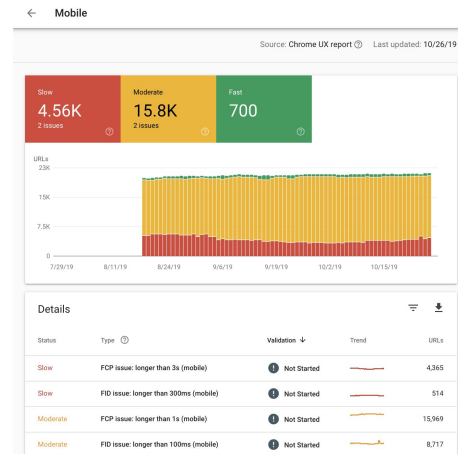 Mobile
Source: Chrome UX report Last updated: 10/26/19
Slow Moderate Fast
4.56K 15.8K 700
2 issues 2 issues
URLs
23K
15K
7.5K
0
7/29/19 8/11/19 8/24/19 9/6/19 9/19/19 10/2/19 10/15/19
Details
Status Type Validation Trend URLs
Slow FCP issue: longer than 3s (mobile) Not Started 4,365
Slow FID issue: longer than 300ms (mobile) Not Started 514
Moderate FCP issue: longer than 1s (mobile) Not Started 15,969
Moderate FID issue: longer than 100ms (mobile) Not Started 8,717